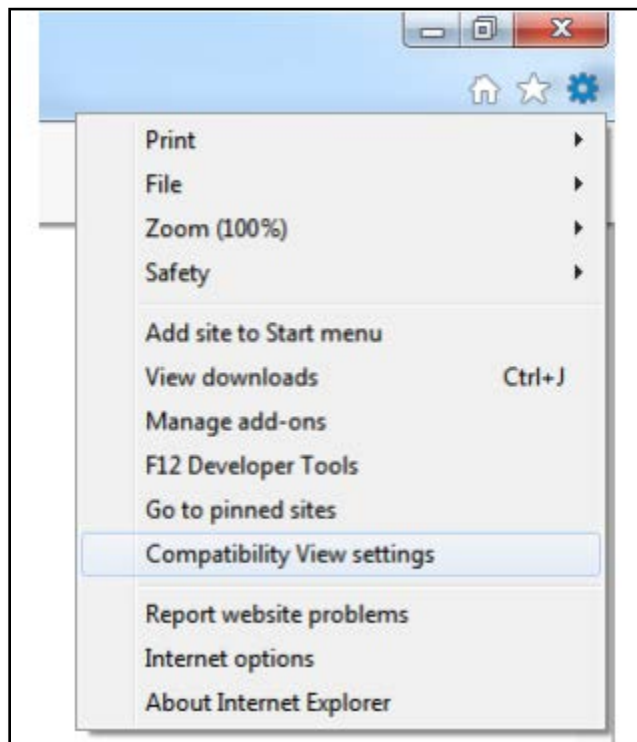 Print
File
Zoom (100%)
Safety
Add site to Start menu
View downloads Ctrl+J
Manage add-ons
F12 Developer Tools
Go to pinned sites
Compatibility View settings
Report website problems
Internet options
About Internet Explorer